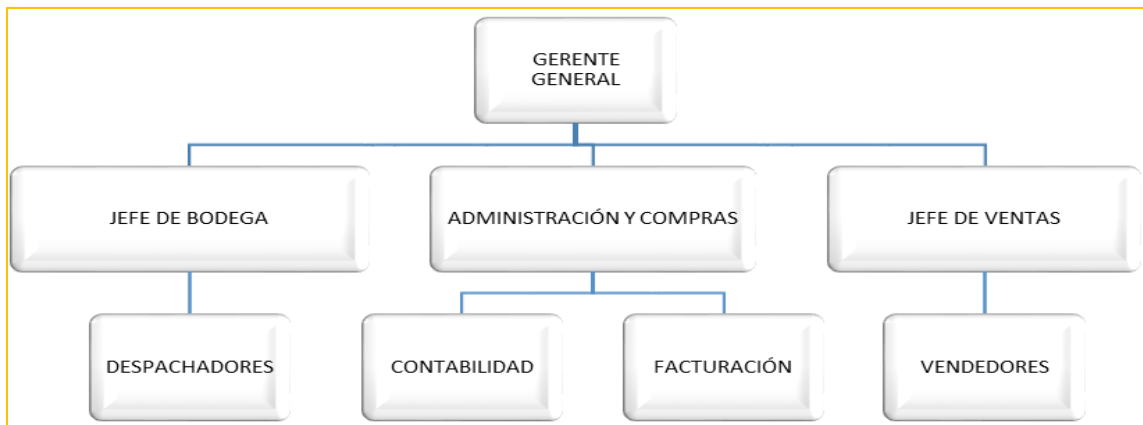 GERENTE
GENERAL
JEFE DE BODEGA
ADMINISTRACIÓN Y COMPRAS
JEFE DE VENTAS
DESPACHADORES
CONTABILIDAD
FACTURACIÓN
VENDEDORES